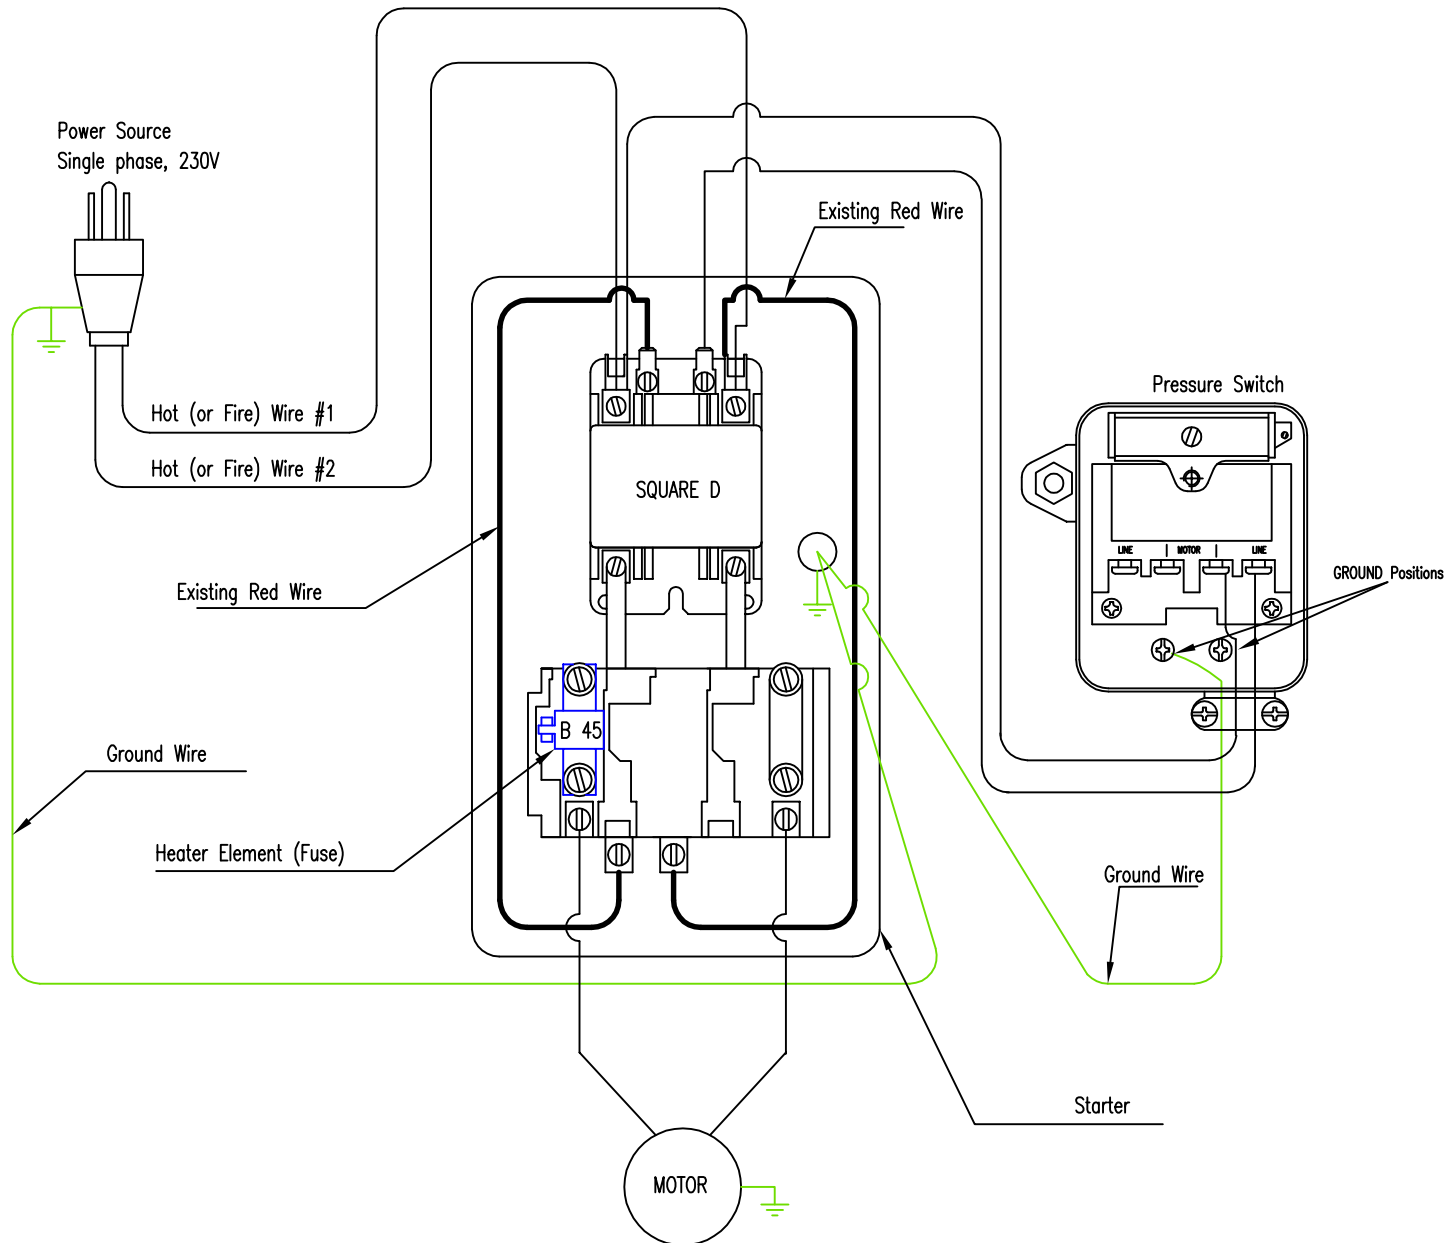 Power Source
Single phase, 230V
Existing Red Wire
Pressure Switch
Hot (or Fire) Wire #1
Hot (or Fire) Wire #2
SQUARE D
LINE
MOTOR
LINE
GROUND Positions
Existing Red Wire
B 45
Ground Wire
Heater Element (Fuse)
Ground Wire
Starter
MOTOR